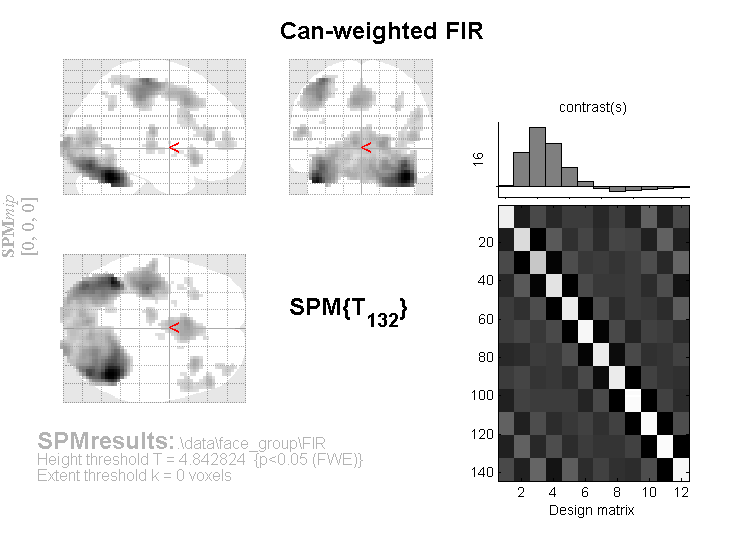 Can-weighted FIR
SPMmip
[0, 0, 0]
<
<
<
SPM{T132}
contrast(s)
16
20
40
60
80
100
120
140
2 4 6 8 10 12
Design matrix
SPMresults: .\data\face_group\FIR
Height threshold T = 4.842824 {p<0.05 (FWE)}
Extent threshold k = 0 voxels